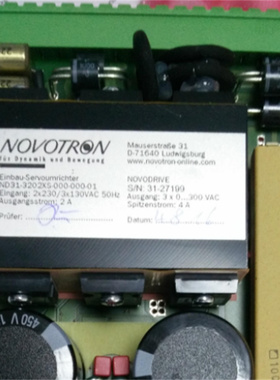 NOVOTRON
für Dynamik und Bewegung
Mauserstraße 31
D-71640 Ludwigsburg
www.novotron-online.com
Einbau-Servoumrichter
ND31-3202XS-000-000-01
Eingang: 2x230/3x130VAC 50Hz
Ausgangsstrom: 2 A
NOVODRIVE
S/N: 31-27199
Ausgang: 3 x 0...300 VAC
Spitzenstrom: 4 A
Prüfer:
Datum:
450V